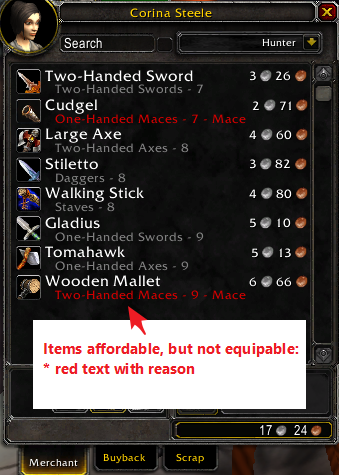 Corina Steele
Search
Hunter
Two-Handed Sword 3 26
Two-Handed Swords - 7
Cudgel 2 71
One-Handed Maces - 7 - Mace
Large Axe 4 60
Two-Handed Axes - 8
Stiletto 3 82
Daggers - 8
Walking Stick 4 80
Staves - 8
Gladius 5 10
One-Handed Swords - 9
Tomahawk 5 13
One-Handed Axes - 9
Wooden Mallet 6 66
Two-Handed Maces - 9 - Mace
Items affordable, but not equipable:
* red text with reason
17 24
Merchant Buyback Scrap